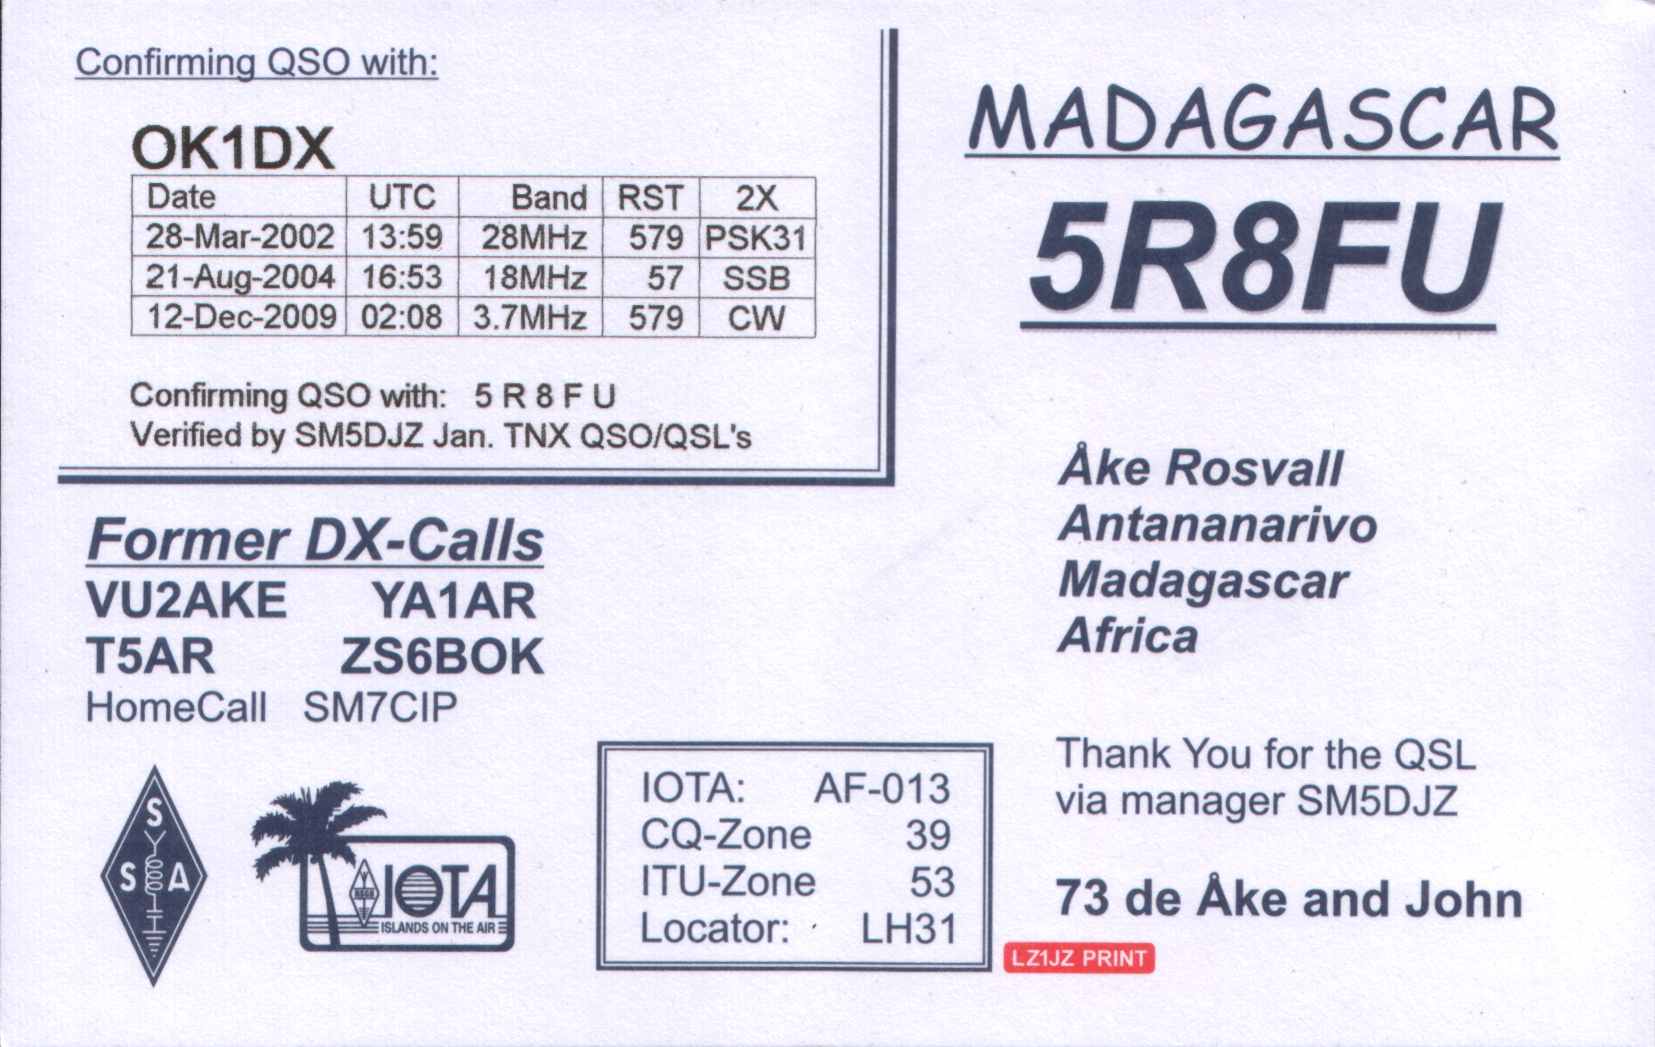 Confirming QSO with:
OK1DX
Date UTC Band RST 2X
28-Mar-2002 13:59 28MHz 579 PSK31
21-Aug-2004 16:53 18MHz 57 SSB
12-Dec-2009 02:08 3.7MHz 579 CW
Confirming QSO with: 5 R 8 F U
Verified by SM5DJZ Jan. TNX QSO/QSL's
MADAGASCAR
5R8FU
Åke Rosvall
Antananarivo
Madagascar
Africa
Former DX-Calls
VU2AKE YA1AR
T5AR ZS6BOK
HomeCall SM7CIP
S
S A
IOTA
ISLANDS ON THE AIR
IOTA: AF-013
CQ-Zone 39
ITU-Zone 53
Locator: LH31
Thank You for the QSL
via manager SM5DJZ
73 de Åke and John
LZ1JZ PRINT